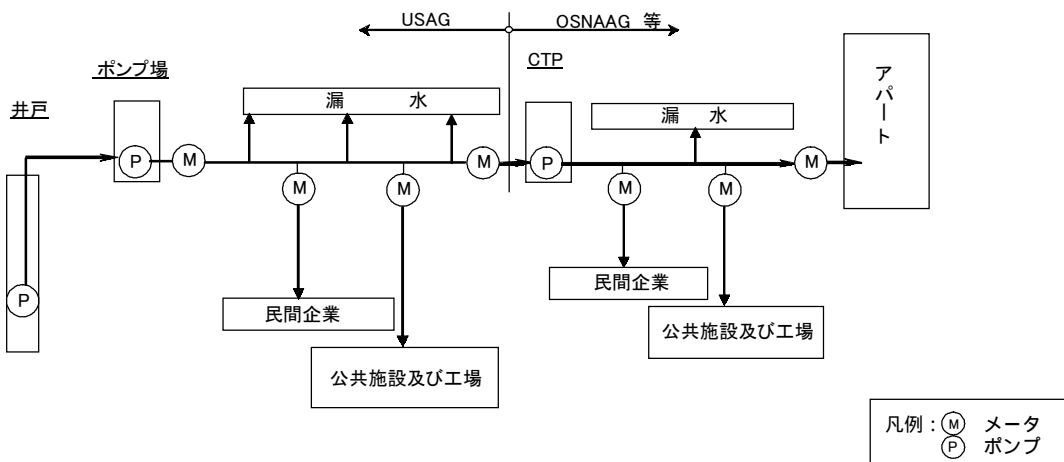 USAG
OSNAAG 等
CTP
ポンプ場
井戸
漏 水
漏 水
アパート
P
M
M
P
M
M
M
M
M
P
民間企業
民間企業
公共施設及び工場
公共施設及び工場
凡例：M メータ
P ポンプ